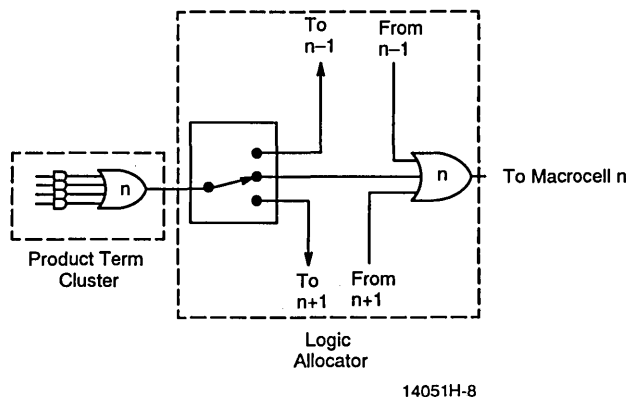 To
n–1
From
n–1
n
n
To Macrocell n
Product Term
Cluster
To
n+1
From
n+1
Logic
Allocator
14051H-8